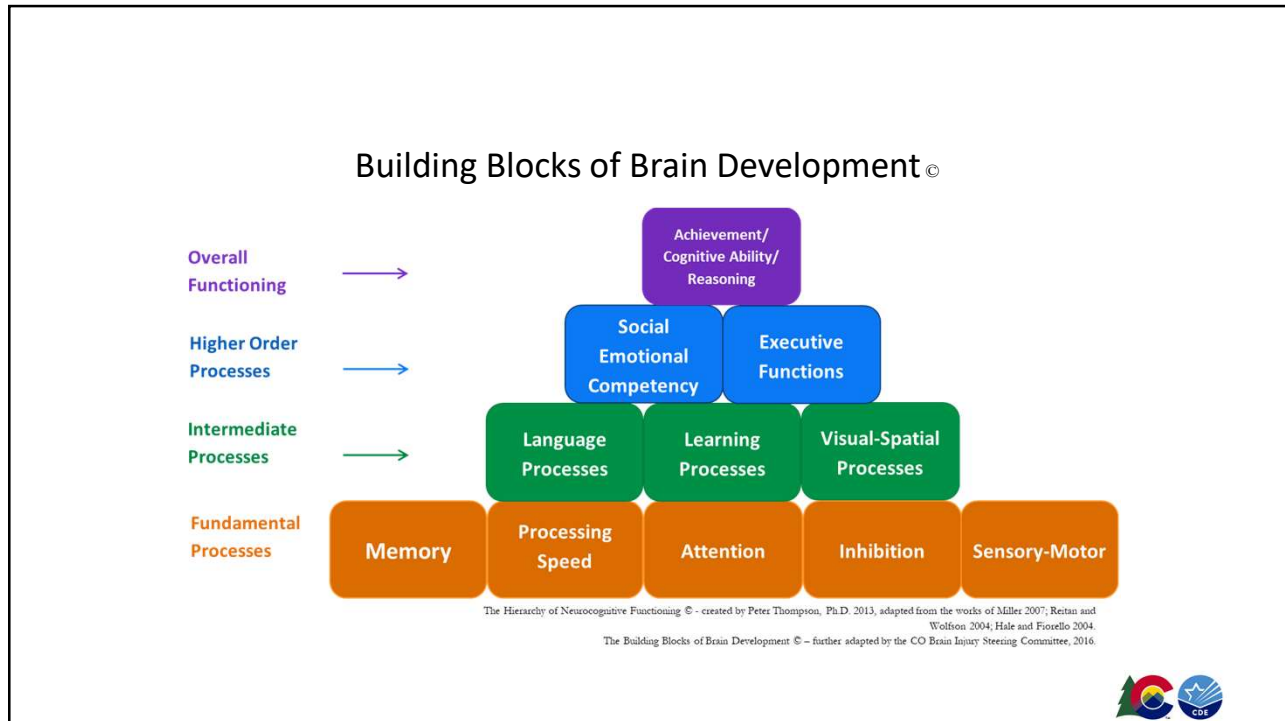 Building Blocks of Brain Development ©
Overall
Functioning
Achievement/
Cognitive Ability/
Reasoning
Higher Order
Processes
Social
Emotional
Competency
Executive
Functions
Intermediate
Processes
Language
Processes
Learning
Processes
Visual-Spatial
Processes
Fundamental
Processes
Memory
Processing
Speed
Attention
Inhibition
Sensory-Motor
The Hierarchy of Neurocognitive Functioning © - created by Peter Thompson, Ph.D. 2013, adapted from the works of Miller 2007; Reitan and
Wolfson 2004; Hale and Fiorello 2004.
The Building Blocks of Brain Development © – further adapted by the CO Brain Injury Steering Committee, 2016.
CDE